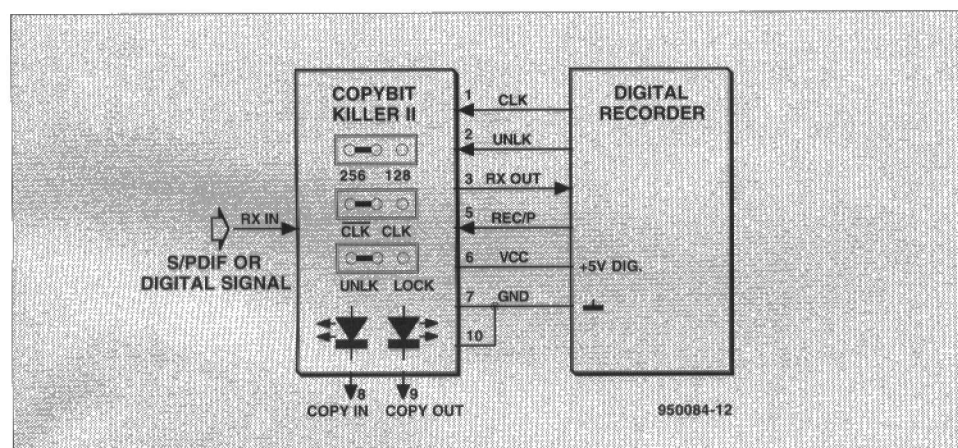 COPYBIT
KILLER II
DIGITAL
RECORDER
1 CLK
2 UNLK
3 RX OUT
5 REC/P
6 VCC
+5V DIG.
7 GND
10
256 128
CLK CLK
UNLK LOCK
RX IN
S/PDIF OR
DIGITAL SIGNAL
8 9
COPY IN COPY OUT
950084-12